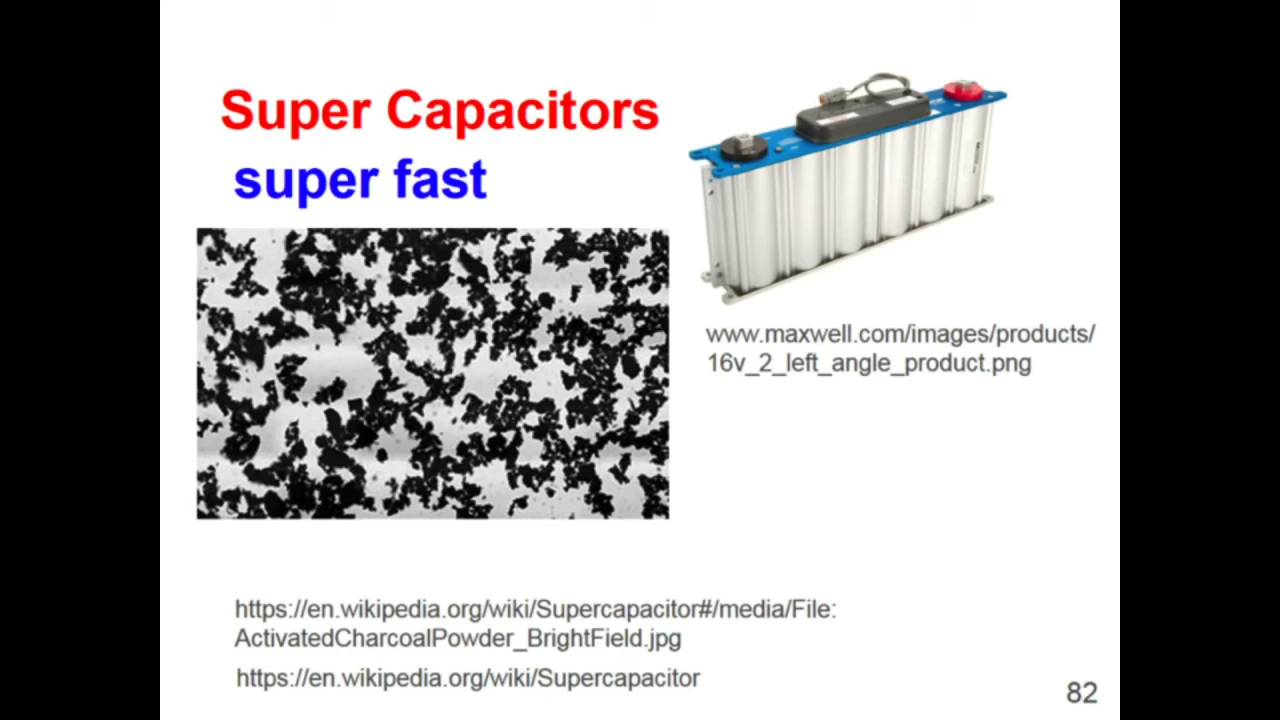 Super Capacitors
super fast
www.maxwell.com/images/products/
16v_2_left_angle_product.png
https://en.wikipedia.org/wiki/Supercapacitor#/media/File:
ActivatedCharcoalPowder_BrightField.jpg
https://en.wikipedia.org/wiki/Supercapacitor
82